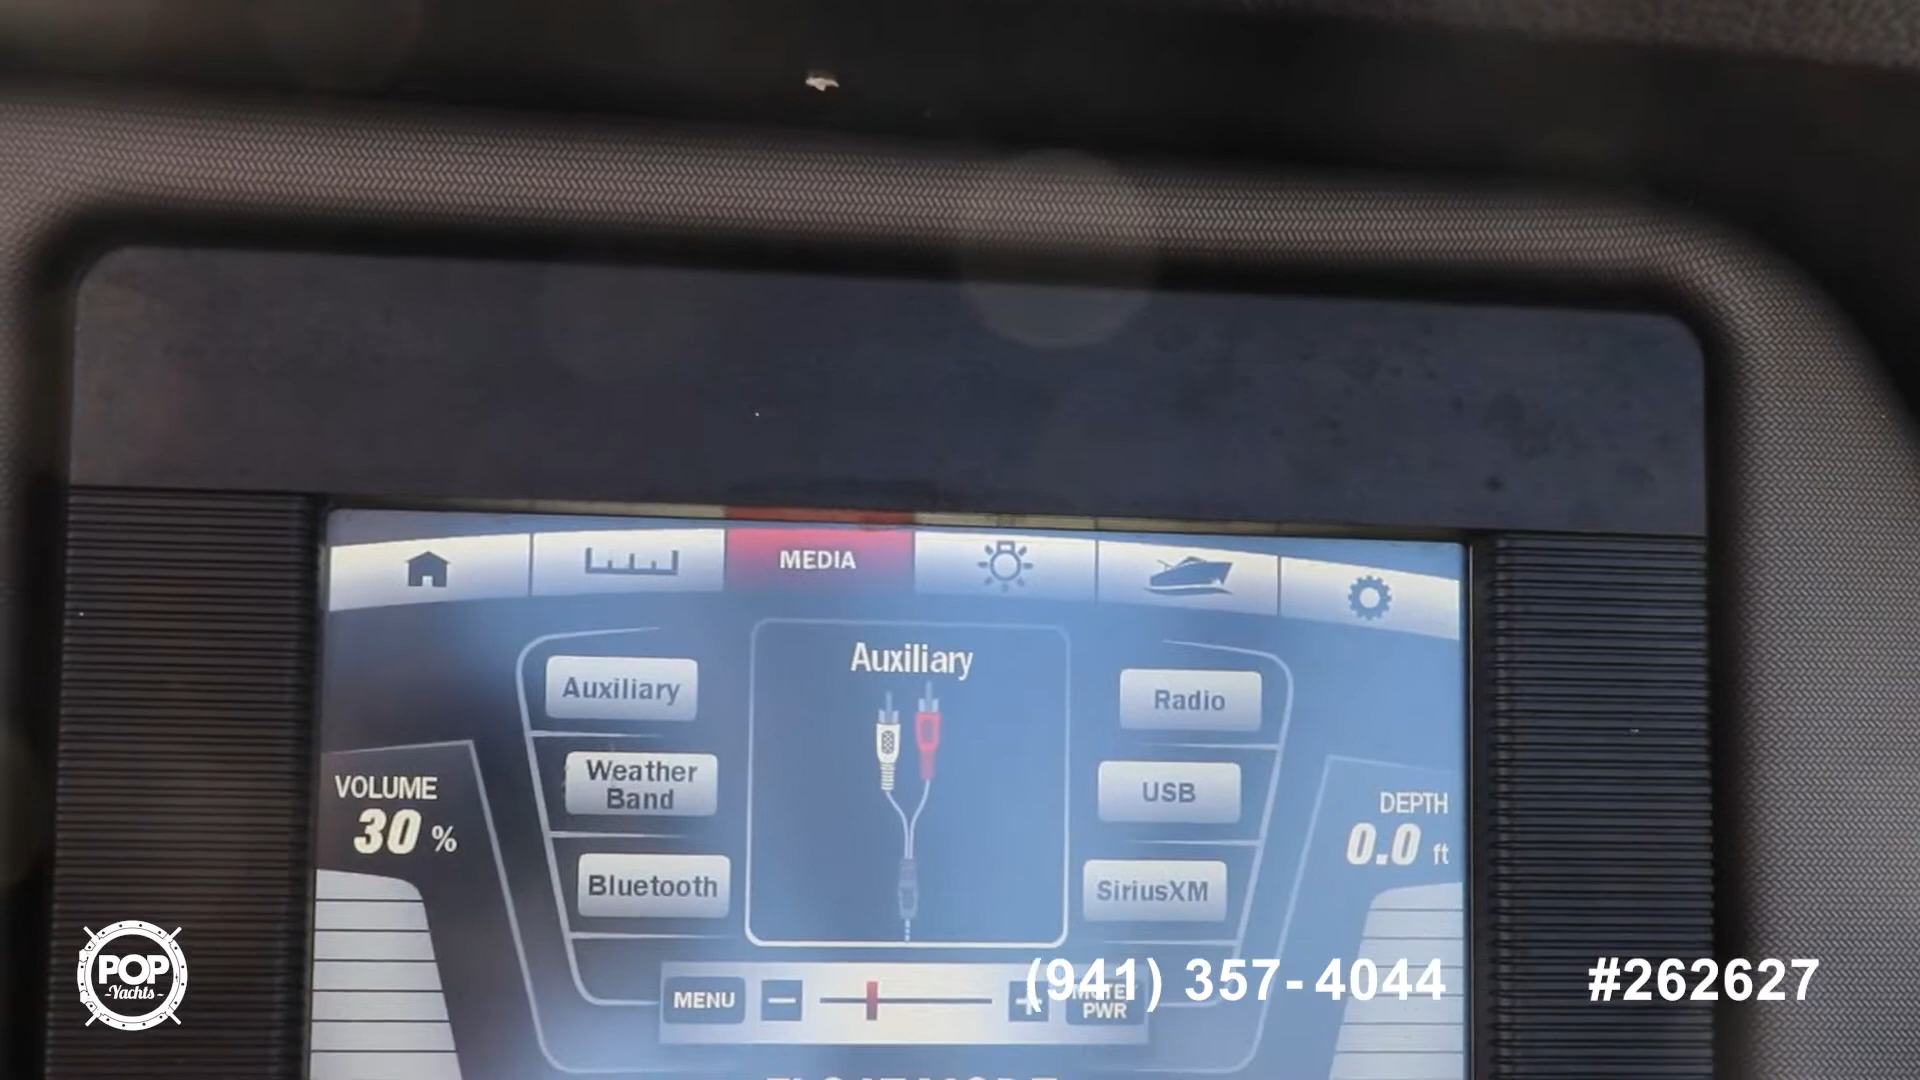 MEDIA
Auxiliary
Auxiliary
Radio
Weather
Band
USB
VOLUME
30 %
DEPTH
0.0 ft
Bluetooth
SiriusXM
MENU
PWR
POP
-Yachts-
(941) 357-4044
#262627